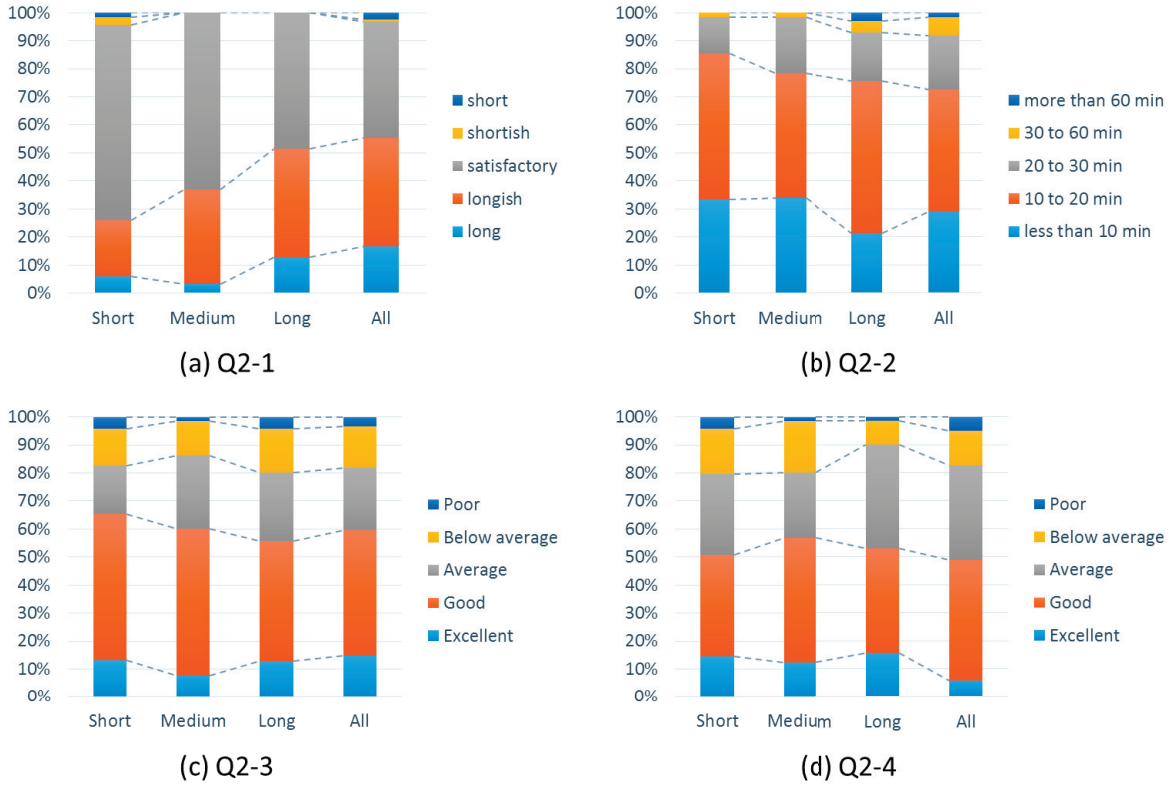 100%
90%
80%
70%
60%
50%
40%
30%
20%
10%
0%
short
shortish
satisfactory
longish
long
Short Medium Long All
(a) Q2-1
100%
90%
80%
70%
60%
50%
40%
30%
20%
10%
0%
more than 60 min
30 to 60 min
20 to 30 min
10 to 20 min
less than 10 min
Short Medium Long All
(b) Q2-2
100%
90%
80%
70%
60%
50%
40%
30%
20%
10%
0%
Poor
Below average
Average
Good
Excellent
Short Medium Long All
(c) Q2-3
100%
90%
80%
70%
60%
50%
40%
30%
20%
10%
0%
Poor
Below average
Average
Good
Excellent
Short Medium Long All
(d) Q2-4